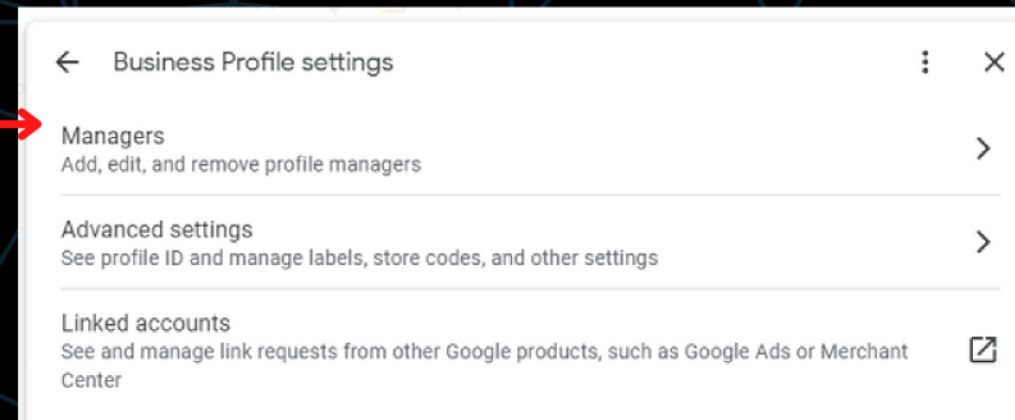 Business Profile settings
Managers
Add, edit, and remove profile managers
Advanced settings
See profile ID and manage labels, store codes, and other settings
Linked accounts
See and manage link requests from other Google products, such as Google Ads or Merchant
Center